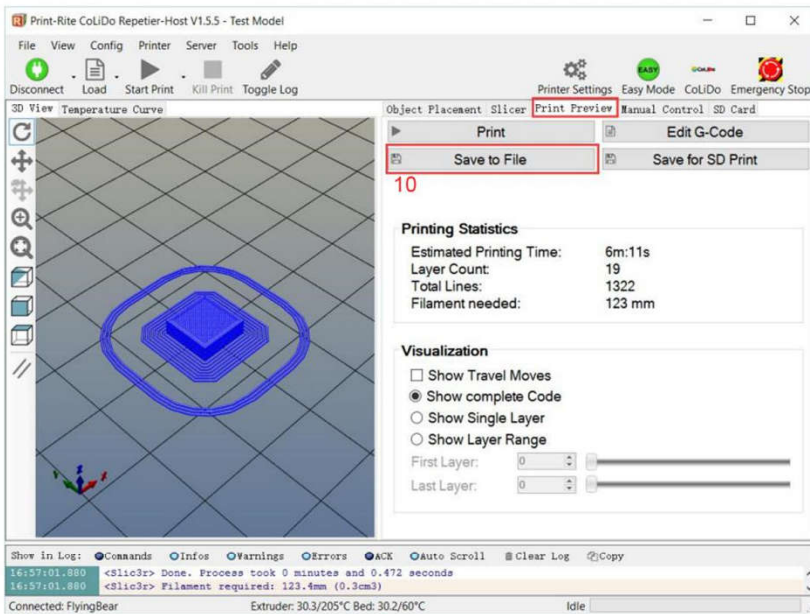 Print-Rite CoLiDo Repetier-Host V1.5.5 - Test Model
File View Config Printer Server Tools Help
Disconnect Load Start Print Kill Print Toggle Log Printer Settings Easy Mode CoLiDo Emergency Stop
EASY
3D View Temperature Curve
Object Placement Slicer Print Preview Manual Control SD Card
Print Edit G-Code
Save to File Save for SD Print
10
Printing Statistics
Estimated Printing Time: 6m:11s
Layer Count: 19
Total Lines: 1322
Filament needed: 123 mm
Visualization
Show Travel Moves
Show complete Code
Show Single Layer
Show Layer Range
First Layer: 0
Last Layer: 0
Show in Log: Commands Infos Warnings Errors ACK Auto Scroll Clear Log Copy
16:57:01.880 <Slic3r> Done. Process took 0 minutes and 0.472 seconds
16:57:01.880 <Slic3r> Filament required: 123.4mm (0.3cm3)
Connected: FlyingBear Extruder: 30.3/205°C Bed: 30.2/60°C Idle